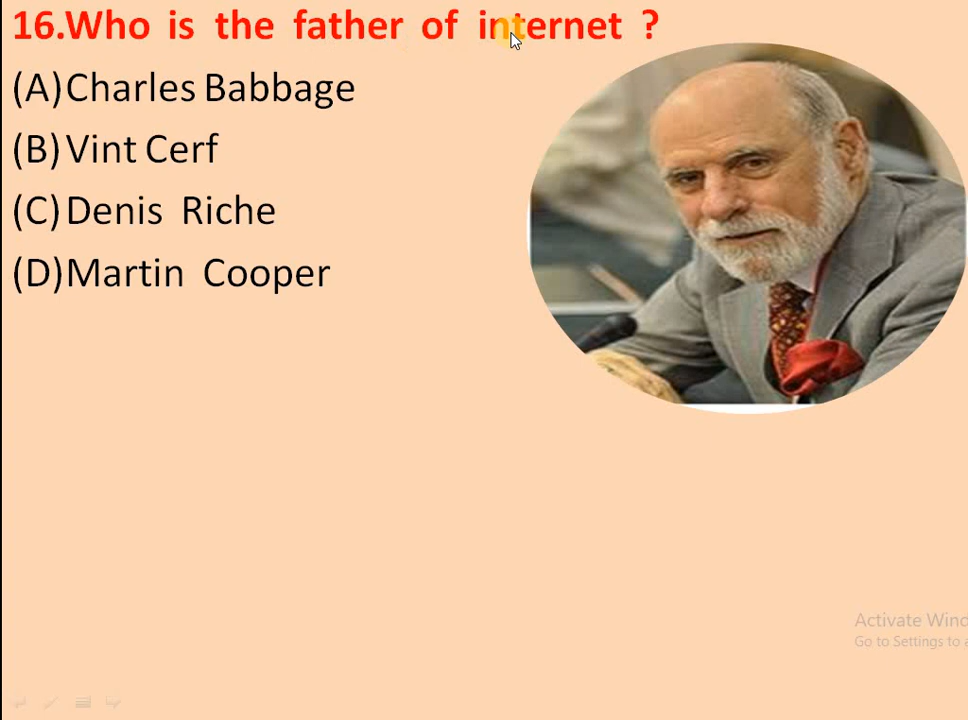 16.Who is the father of internet ?
(A)Charles Babbage
(B)Vint Cerf
(C)Denis Riche
(D)Martin Cooper
Activate Wind
Go to Settings to a